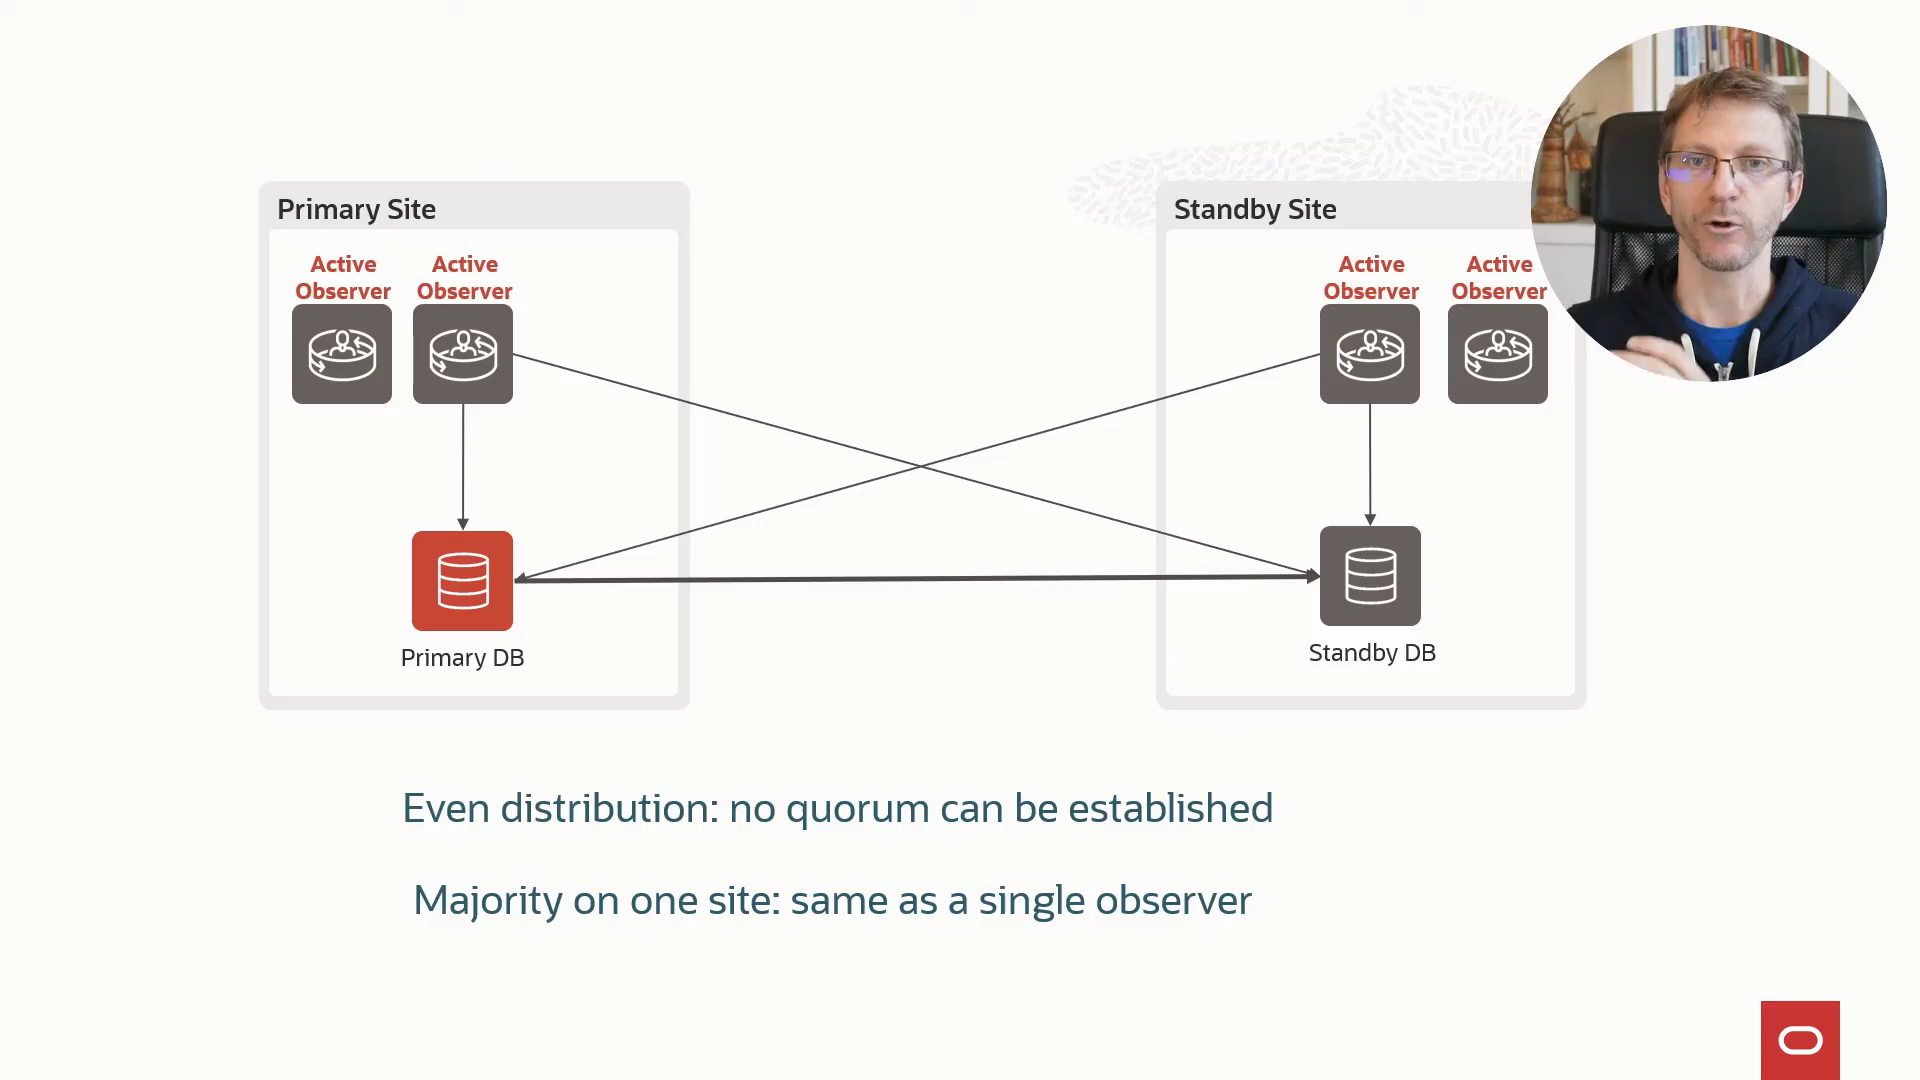 Primary Site
Active
Observer
Active
Observer
Primary DB
Standby Site
Active
Observer
Active
Observer
Standby DB
Even distribution: no quorum can be established
Majority on one site: same as a single observer